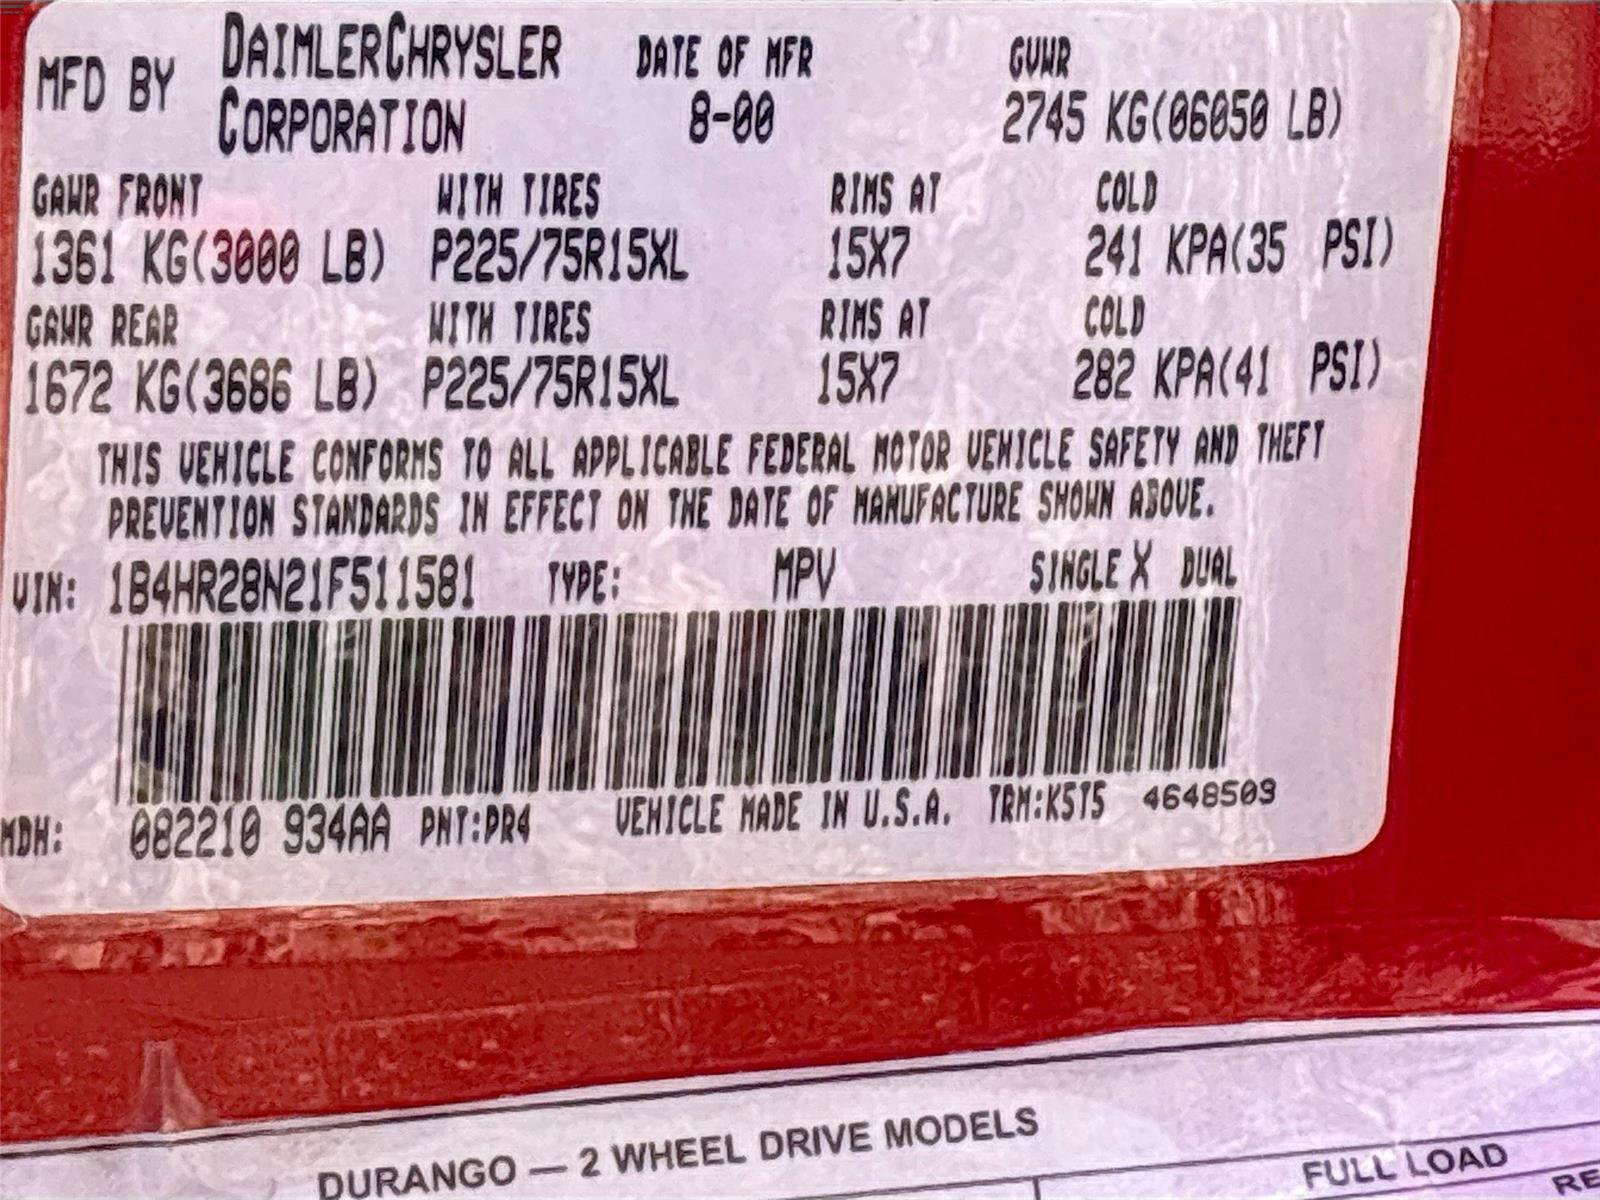 MFD BY DAIMLERCHRYSLER CORPORATION DATE OF MFR 8-00 GVWR 2745 KG(06050 LB)
GAWR FRONT WITH TIRES RIMS AT COLD
1361 KG(3000 LB) P225/75R15XL 15X7 241 KPA(35 PSI)
GAWR REAR WITH TIRES RIMS AT COLD
1672 KG(3686 LB) P225/75R15XL 15X7 282 KPA(41 PSI)
THIS VEHICLE CONFORMS TO ALL APPLICABLE FEDERAL MOTOR VEHICLE SAFETY AND THEFT
PREVENTION STANDARDS IN EFFECT ON THE DATE OF MANUFACTURE SHOWN ABOVE.
VIN: 1B4HR28N21F511581 TYPE: MPV SINGLE X DUAL
MDH: 082210 934AA PNT:PR4 VEHICLE MADE IN U.S.A. TRM:K5T5 4648509
DURANGO — 2 WHEEL DRIVE MODELS
FULL LOAD